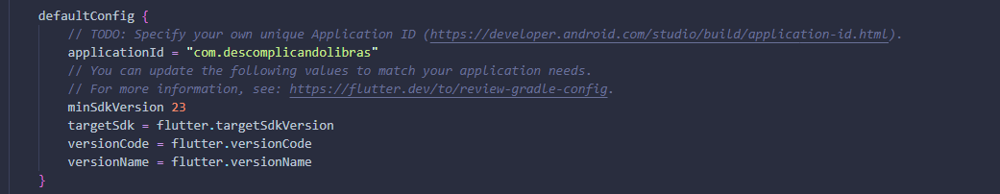 defaultConfig {
// TODO: Specify your own unique Application ID (https://developer.android.com/studio/build/application-id.html).
applicationId = "com.descomplicandolibras"
// You can update the following values to match your application needs.
// For more information, see: https://flutter.dev/to/review-gradle-config.
minSdkVersion 23
targetSdk = flutter.targetSdkVersion
versionCode = flutter.versionCode
versionName = flutter.versionName
}